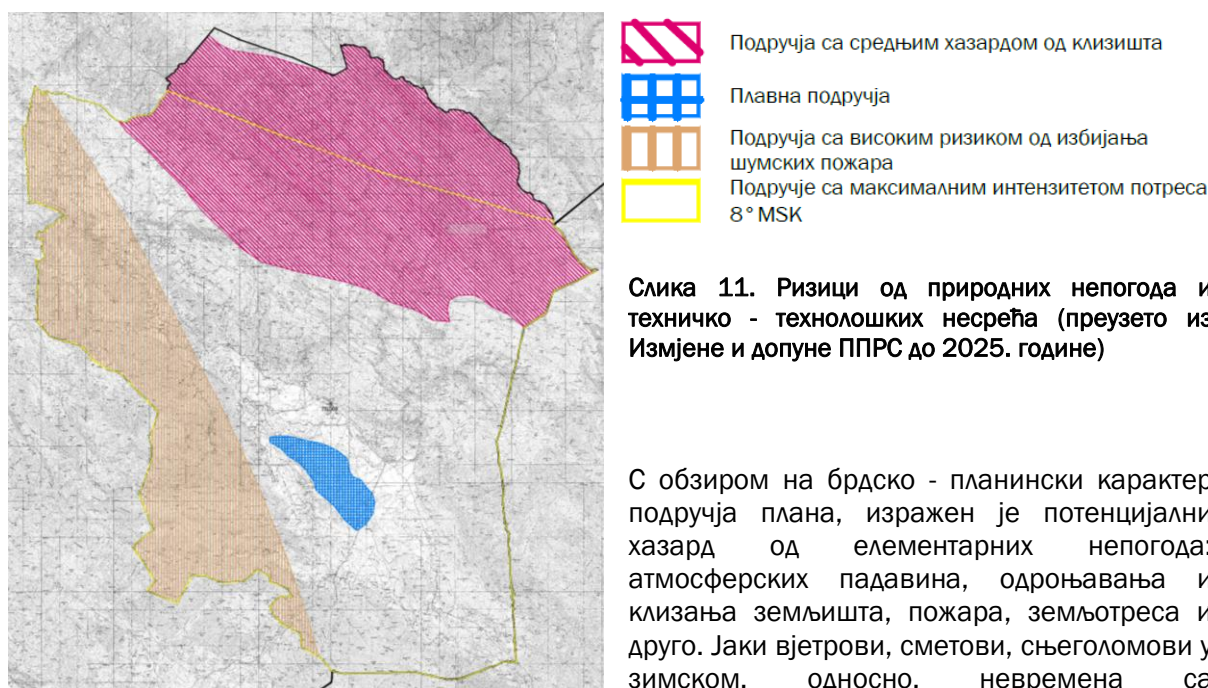 Подручја са средњим хазардом од клизишта
Плавна подручја
Подручја са високим ризиком од избијања
шумских пожара
Подручје са максималним интензитетом потреса
8° MSK
Слика 11. Ризици од природних непогода и
техничко - технолошких несрећа (преузето из
Измјене и допуне ППРС до 2025. године)
С обзиром на брдско - планински карактер
подручја плана, изражен је потенцијални
хазард од елементарних непогода:
атмосферских падавина, одроњавања и
клизања земљишта, пожара, земљотреса и
друго. Јаки вјетрови, сметови, сњеголомови у
зимском, односно, невремена са